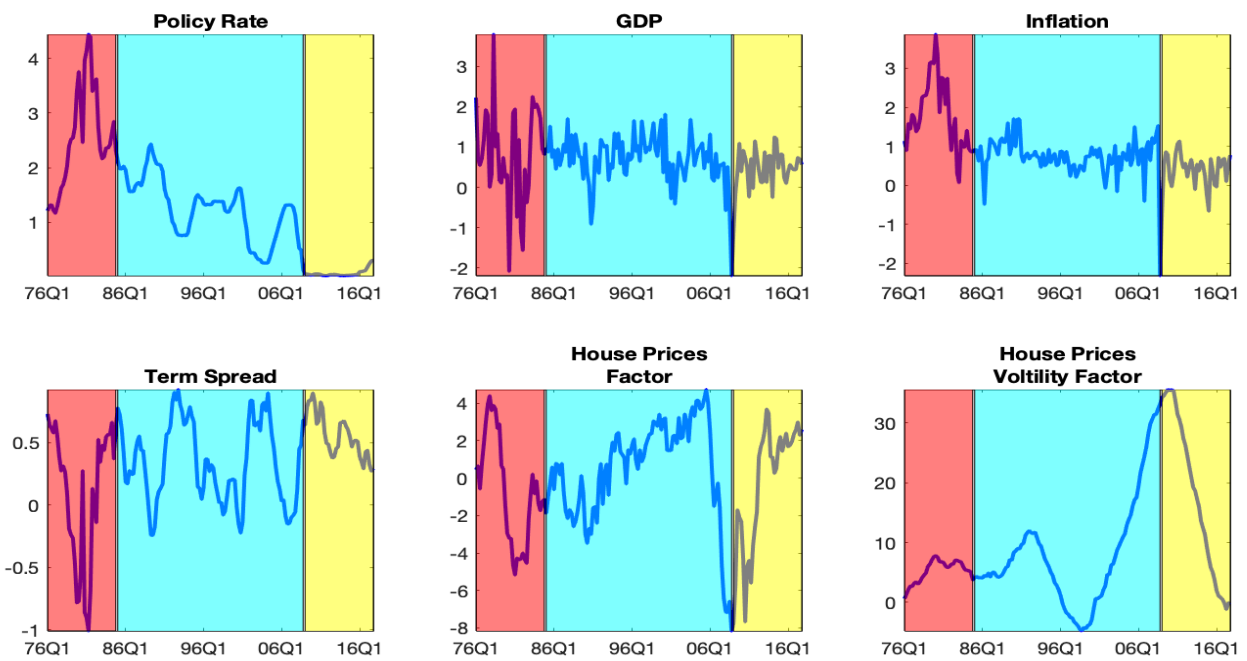 Policy Rate
4
3
2
1
76Q1 86Q1 96Q1 06Q1 16Q1
GDP
3
2
1
0
-1
-2
76Q1 86Q1 96Q1 06Q1 16Q1
Inflation
3
2
1
0
-1
-2
76Q1 86Q1 96Q1 06Q1 16Q1
Term Spread
0.5
0
-0.5
-1
76Q1 86Q1 96Q1 06Q1 16Q1
House Prices
Factor
4
2
0
-2
-4
-6
-8
76Q1 86Q1 96Q1 06Q1 16Q1
House Prices
Voltility Factor
30
20
10
0
76Q1 86Q1 96Q1 06Q1 16Q1